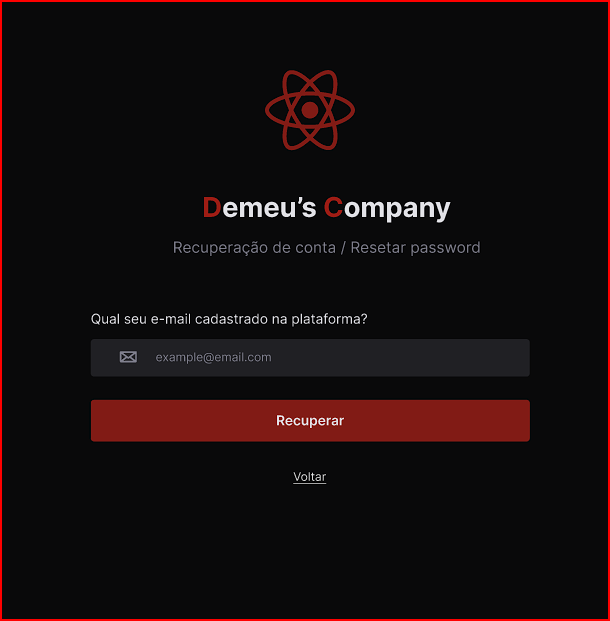 Demeu’s Company
Recuperação de conta / Resetar password
Qual seu e-mail cadastrado na plataforma?
example@email.com
Recuperar
Voltar